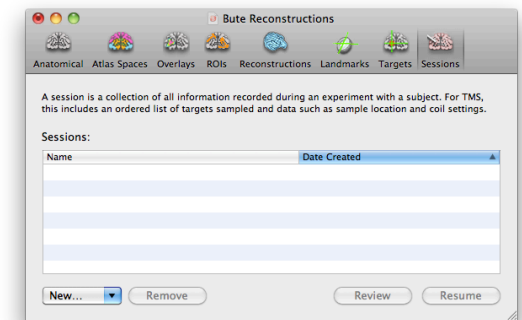 Bute Reconstructions
Anatomical Atlas Spaces Overlays ROIs Reconstructions Landmarks Targets Sessions
A session is a collection of all information recorded during an experiment with a subject. For TMS,
this includes an ordered list of targets sampled and data such as sample location and coil settings.
Sessions:
Name Date Created
New... Remove Review Resume